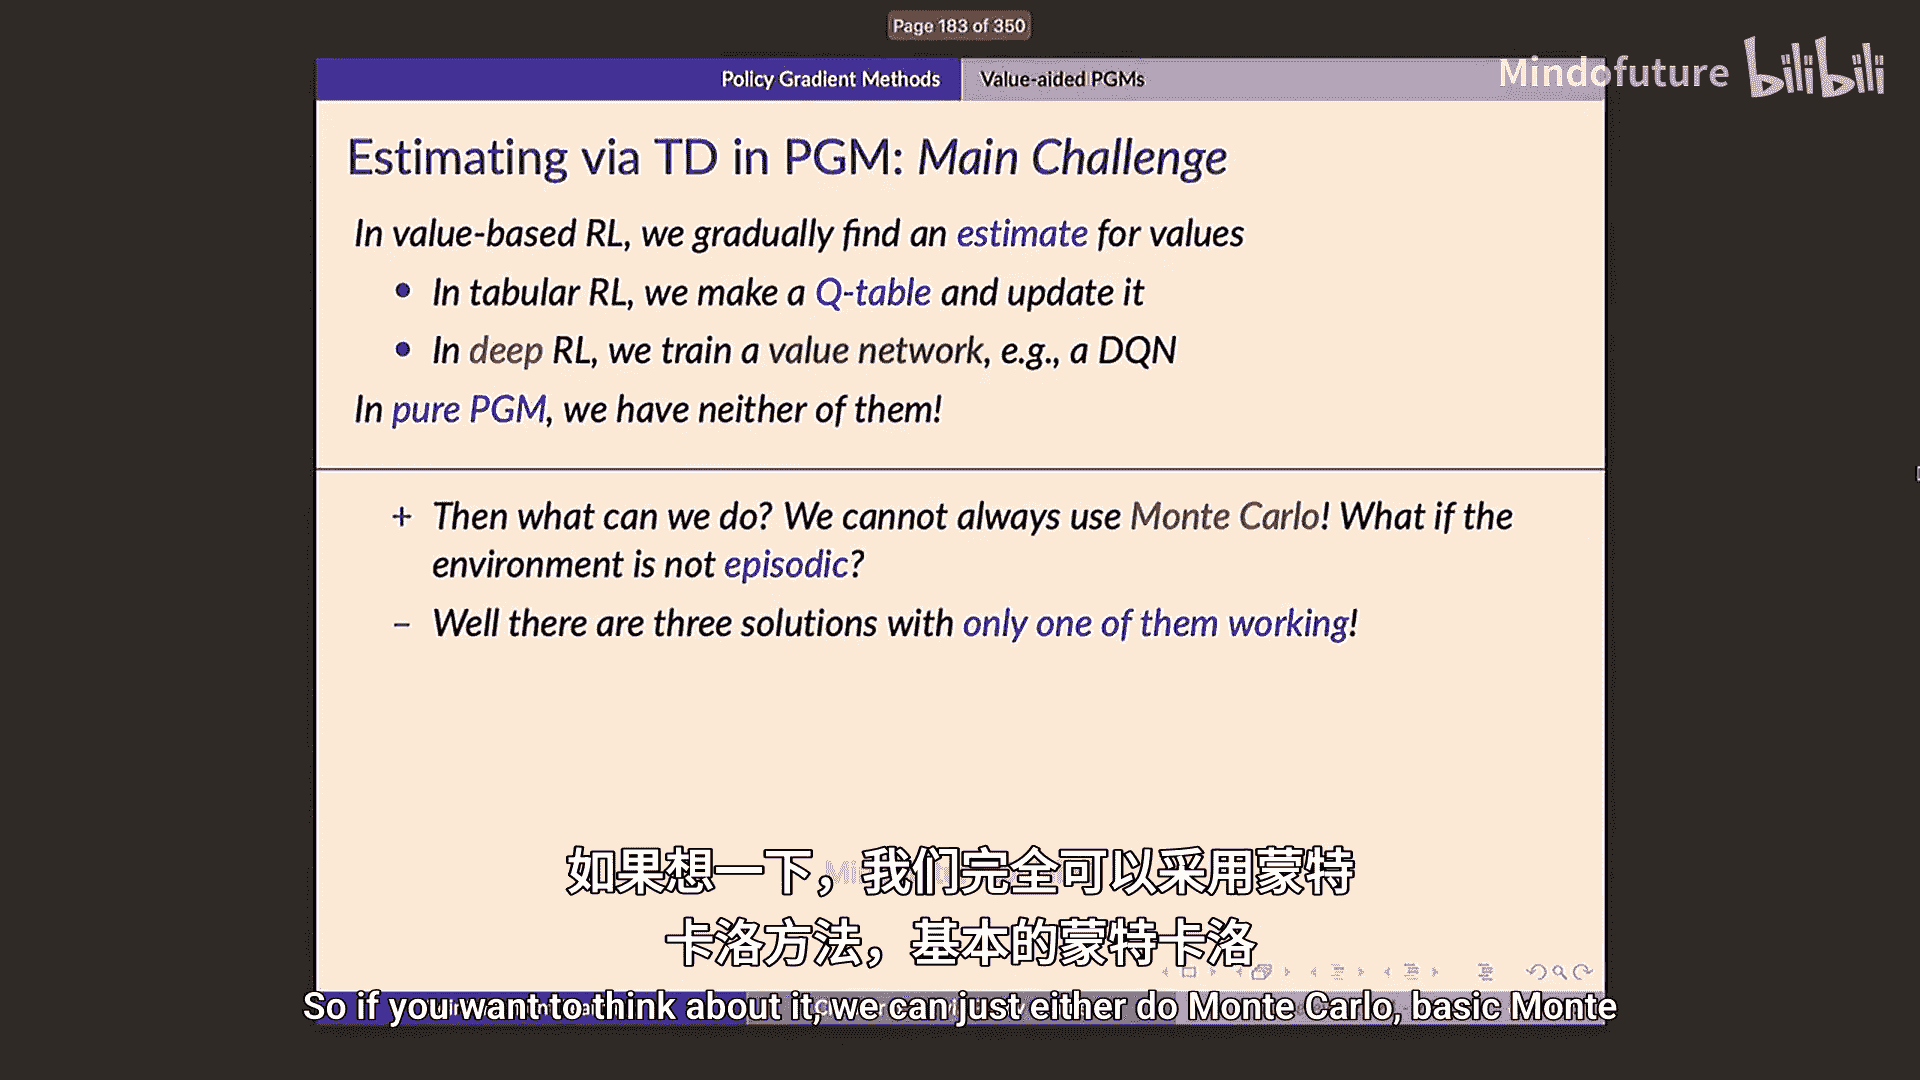 Page 183 of 350
Policy Gradient Methods
Value-aided PGMs
Mindofuture bilibili
Estimating via TD in PGM: Main Challenge
In value-based RL, we gradually find an estimate for values
• In tabular RL, we make a Q-table and update it
• In deep RL, we train a value network, e.g., a DQN
In pure PGM, we have neither of them!
+ Then what can we do? We cannot always use Monte Carlo! What if the
environment is not episodic?
– Well there are three solutions with only one of them working!
如果想一下，我们完全可以采用蒙特
卡洛方法，基本的蒙特卡洛
So if you want to think about it, we can just either do Monte Carlo, basic Monte